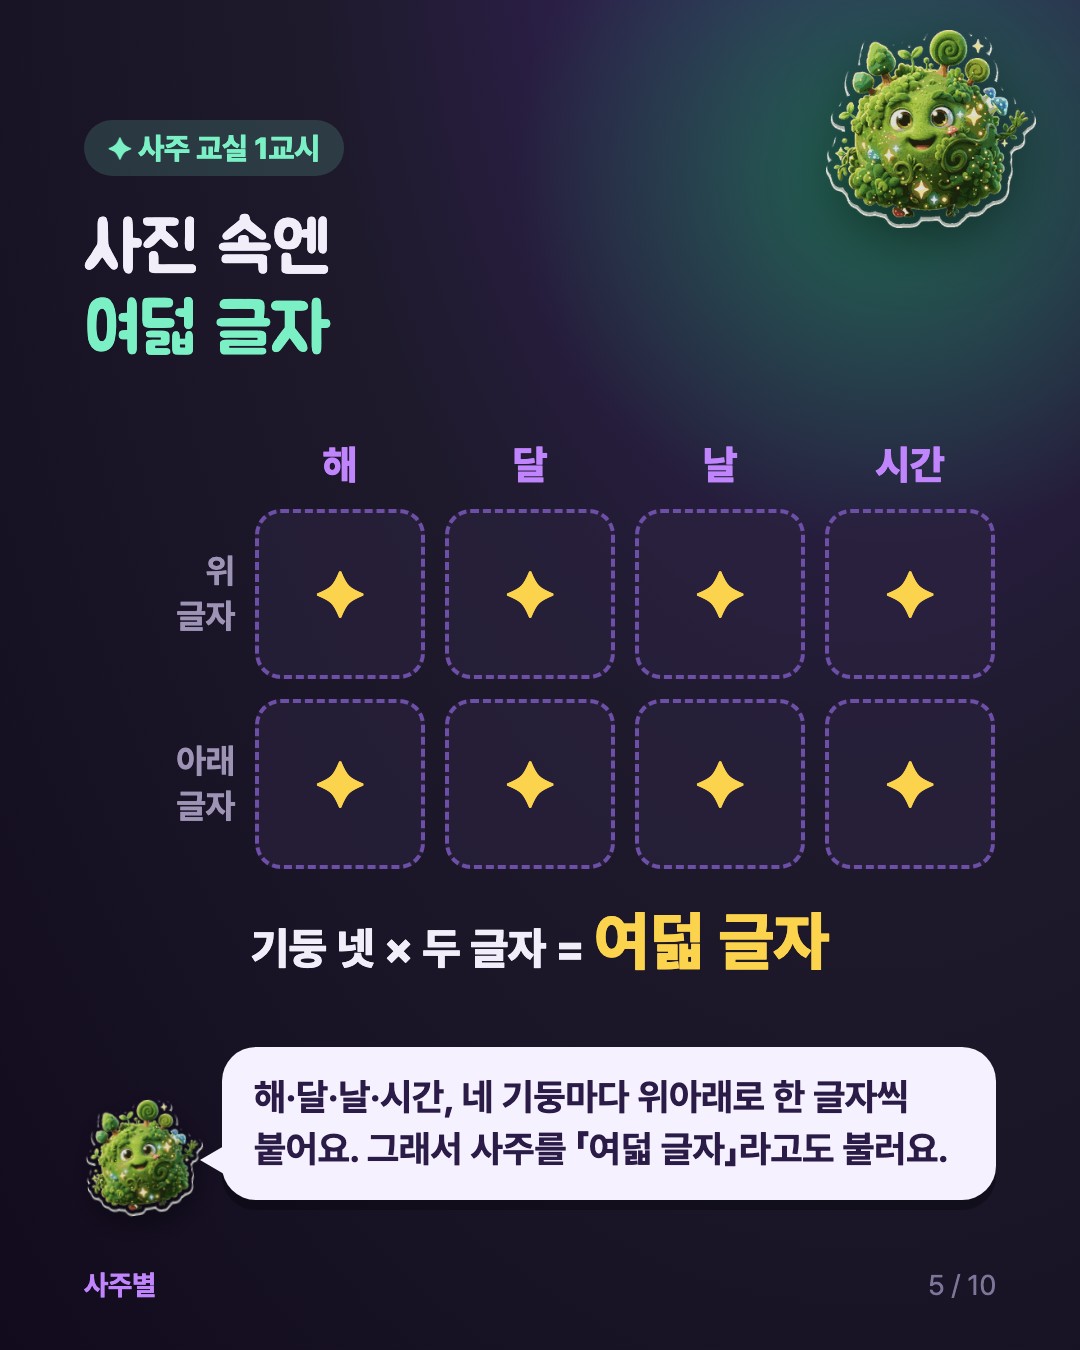 사주 교실 1교시
사진 속엔
여덟 글자
해 달 날 시간
위
글자
아래
글자
기둥 넷 × 두 글자 = 여덟 글자
해·달·날·시간, 네 기둥마다 위아래로 한 글자씩
붙어요. 그래서 사주를 「여덟 글자」라고도 불러요.
사주별
5 / 10